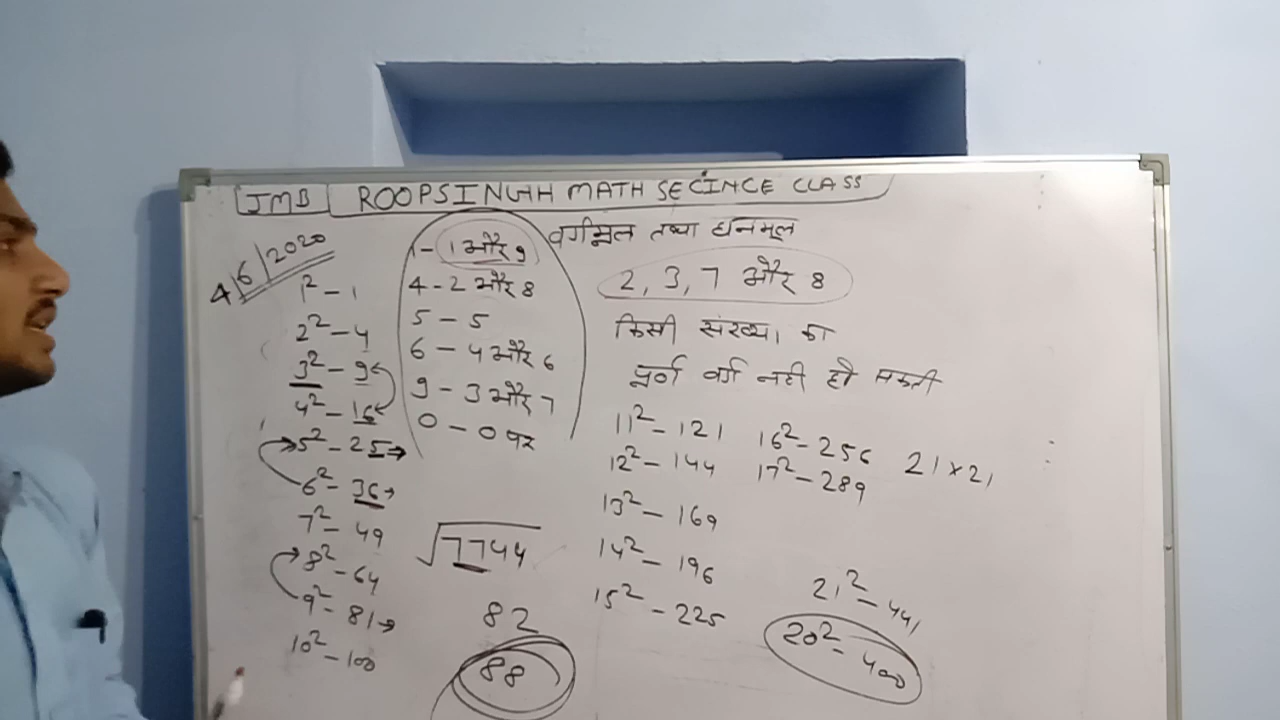 JMB ROOPSINGH MATH SECINCE CLASS
4/6/2020
वर्गमूल तथा घनमूल
1² - 1
2² - 4
3² - 9
4² - 16
5² - 25
6² - 36
7² - 49
8² - 64
9² - 81
10² - 100
1 - 1 और 9
4 - 2 और 8
5 - 5
6 - 4 और 6
9 - 3 और 7
0 - 0 पर
√7744
82
88
2, 3, 7 और 8
किसी संख्या का
पूर्ण वर्ग नही हो सकती
11² - 121
12² - 144
13² - 169
14² - 196
15² - 225
16² - 256
17² - 289
21 × 21
21² - 441
20² - 400